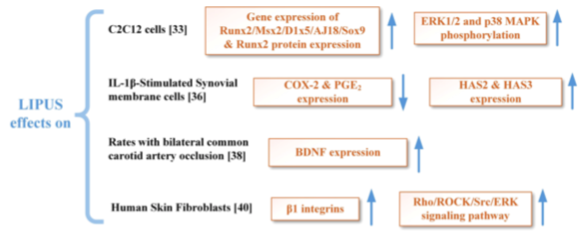 LIPUS
effects on
C2C12 cells [33]
Gene expression of
Runx2/Msx2/D1x5/AJ18/Sox9
& Runx2 protein expression
ERK1/2 and p38 MAPK
phosphorylation
IL-1β-Stimulated Synovial
membrane cells [36]
COX-2 & PGE₂
expression
HAS2 & HAS3
expression
Rates with bilateral common
carotid artery occlusion [38]
BDNF expression
Human Skin Fibroblasts [40]
β1 integrins
Rho/ROCK/Src/ERK
signaling pathway